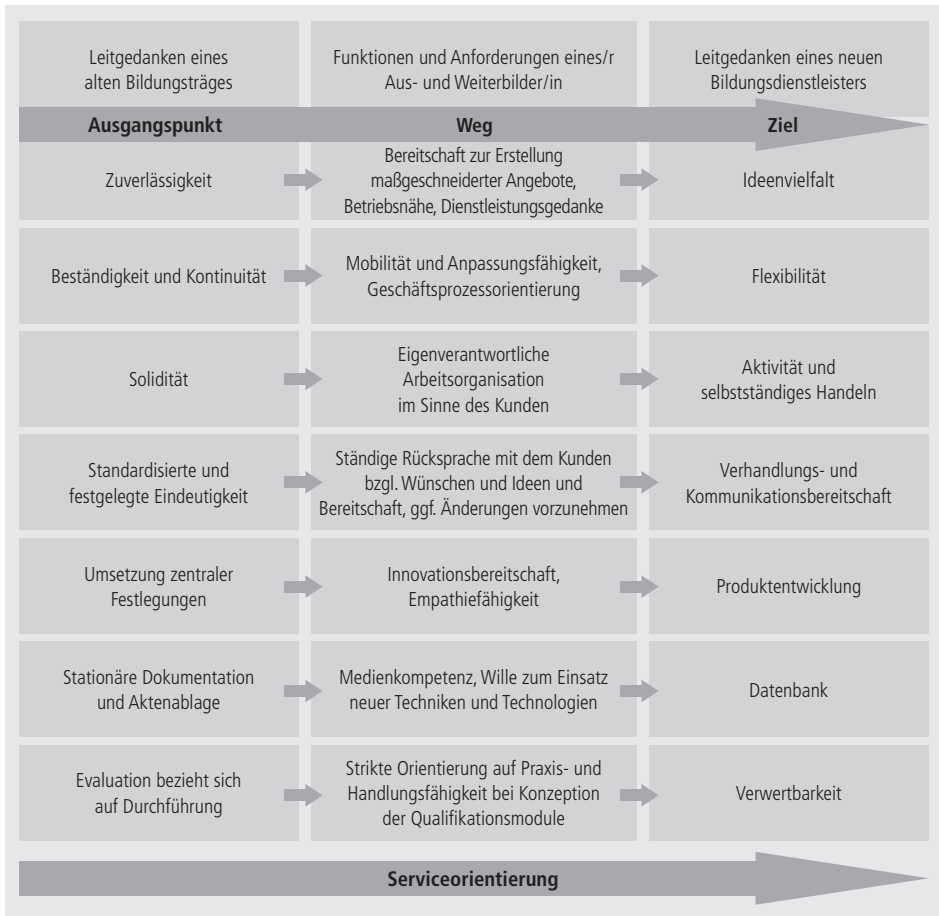 Leitgedanken eines
alten Bildungsträges
Funktionen und Anforderungen eines/r
Aus- und Weiterbilder/in
Leitgedanken eines neuen
Bildungsdienstleisters
Ausgangspunkt
Weg
Ziel
Zuverlässigkeit
Bereitschaft zur Erstellung
maßgeschneiderter Angebote,
Betriebsnähe, Dienstleistungsgedanke
Ideenvielfalt
Beständigkeit und Kontinuität
Mobilität und Anpassungsfähigkeit,
Geschäftsprozessorientierung
Flexibilität
Solidität
Eigenverantwortliche
Arbeitsorganisation
im Sinne des Kunden
Aktivität und
selbstständiges Handeln
Standardisierte und
festgelegte Eindeutigkeit
Ständige Rücksprache mit dem Kunden
bzgl. Wünschen und Ideen und
Bereitschaft, ggf. Änderungen vorzunehmen
Verhandlungs- und
Kommunikationsbereitschaft
Umsetzung zentraler
Festlegungen
Innovationsbereitschaft,
Empathiefähigkeit
Produktentwicklung
Stationäre Dokumentation
und Aktenablage
Medienkompetenz, Wille zum Einsatz
neuer Techniken und Technologien
Datenbank
Evaluation bezieht sich
auf Durchführung
Strikte Orientierung auf Praxis- und
Handlungsfähigkeit bei Konzeption
der Qualifikationsmodule
Verwertbarkeit
Serviceorientierung